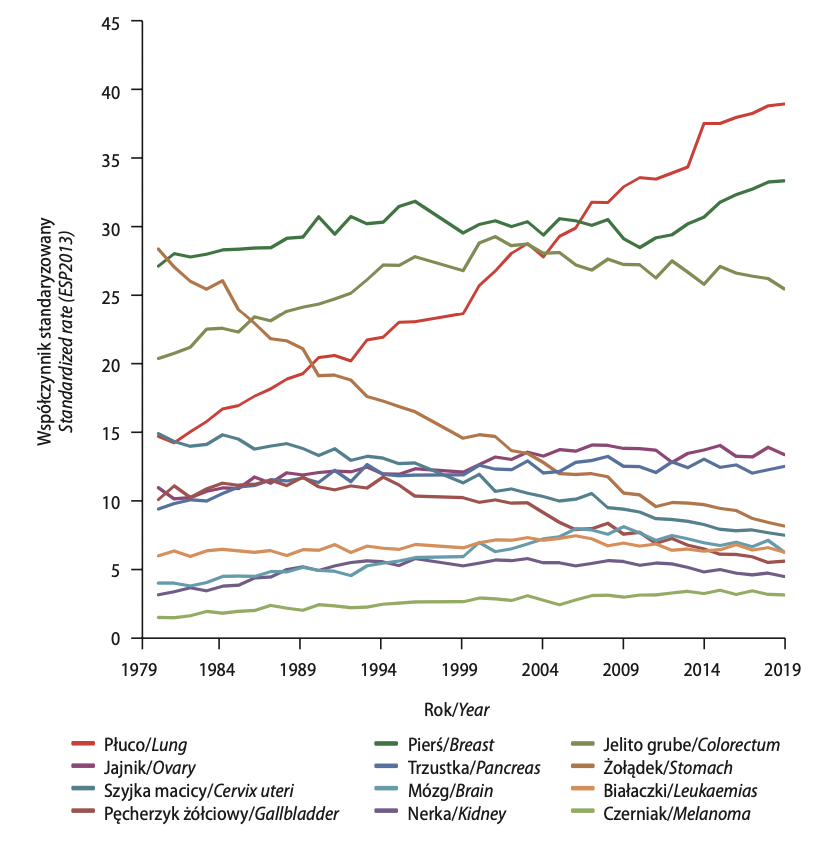 45
40
35
30
25
20
15
10
5
0
Współczynnik standaryzowany
Standardized rate (ESP2013)
1979 1984 1989 1994 1999 2004 2009 2014 2019
Rok/Year
Płuco/Lung Pierś/Breast Jelito grube/Colorectum
Jajnik/Ovary Trzustka/Pancreas Żołądek/Stomach
Szyjka macicy/Cervix uteri Mózg/Brain Białaczki/Leukaemias
Pęcherzyk żółciowy/Gallbladder Nerka/Kidney Czerniak/Melanoma